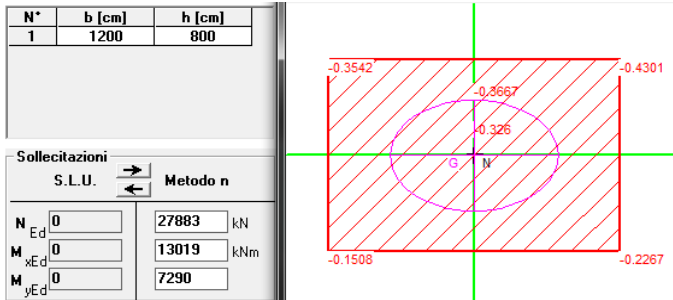 N° b [cm] h [cm]
1 1200 800
Sollecitazioni
S.L.U. Metodo n
N Ed 0 27883 kN
M xEd 0 13019 kNm
M yEd 0 7290
-0.3542 -0.4301
-0.3667
-0.326
G N
-0.1508 -0.2267